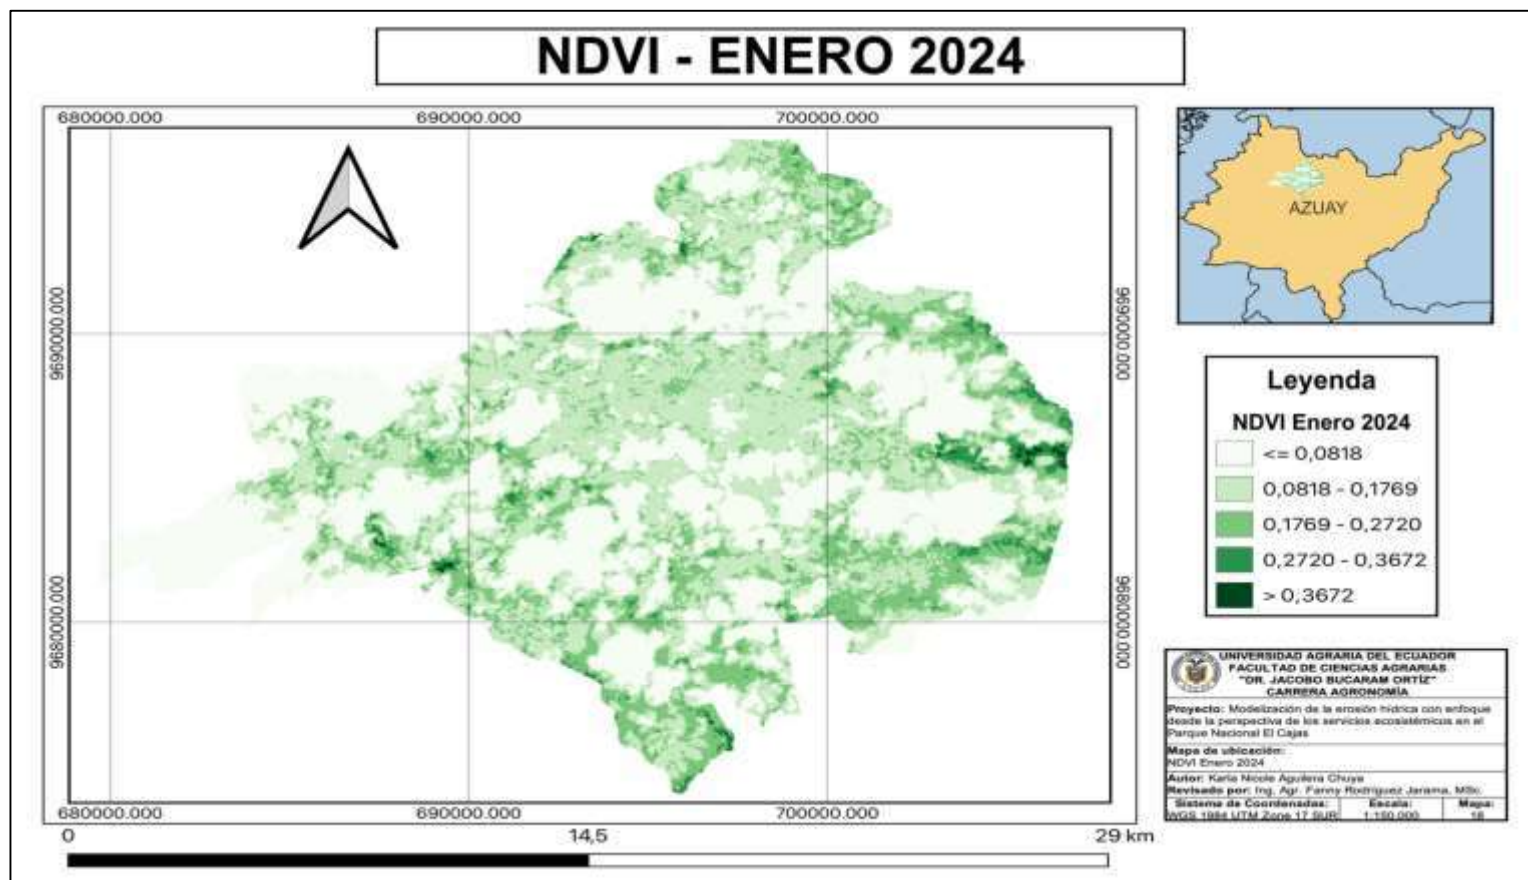 NDVI - ENERO 2024
680000.000 690000.000 700000.000
9690000.000
9680000.000
9690000.000
9680000.000
680000.000 690000.000 700000.000
0 14,5 29 km
AZUAY
Leyenda
NDVI Enero 2024
<= 0,0818
0,0818 - 0,1769
0,1769 - 0,2720
0,2720 - 0,3672
> 0,3672
UNIVERSIDAD AGRARIA DEL ECUADOR
FACULTAD DE CIENCIAS AGRARIAS
"DR. JACOBO BUCARAM ORTÍZ"
CARRERA AGRONOMÍA
Proyecto: Modelización de la erosión hídrica con enfoque
desde la perspectiva de los servicios ecosistémicos en el
Parque Nacional El Cajas
Mapa de ubicación:
NDVI Enero 2024
Autor: Karla Nicole Aguilera Chuya
Revisado por: Ing. Agr. Fanny Rodríguez Jarama, MSc.
Sistema de Coordenadas: Escala: Mapa:
WGS 1984 UTM Zone 17 SUR 1:150.000 18